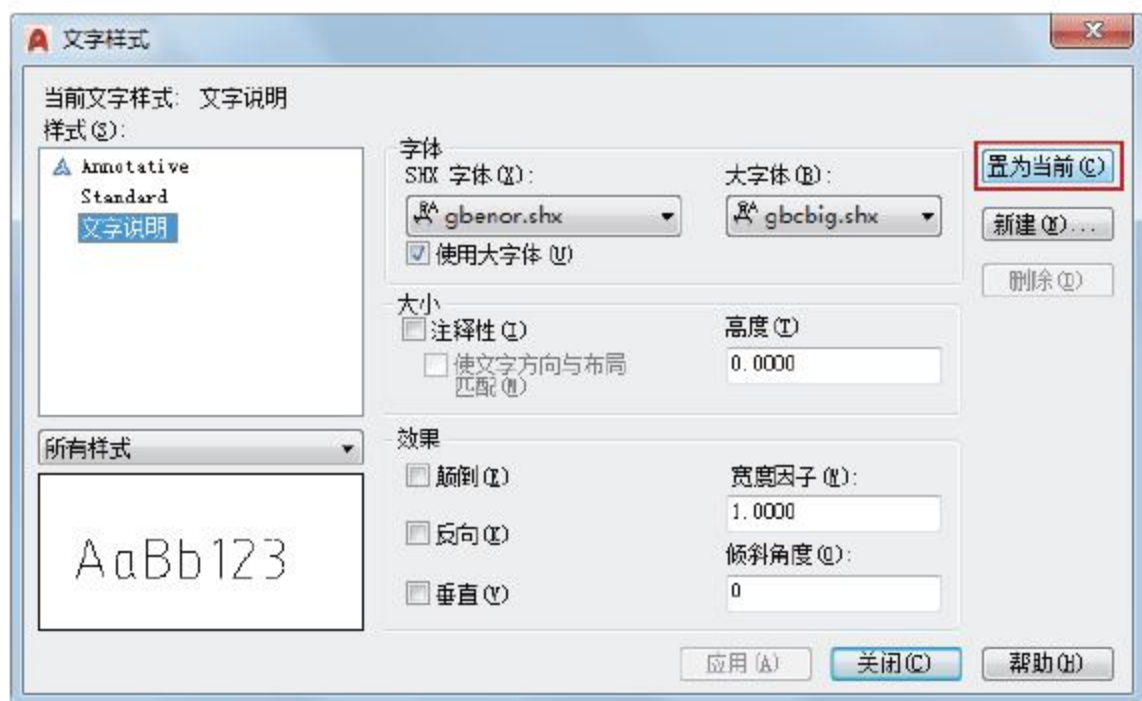 文字样式
当前文字样式: 文字说明
样式(S):
Annotative
Standard
文字说明
所有样式
AaBb123
字体
SHX 字体(X):
gbenor.shx
使用大字体(U)
大字体(B):
gbcbig.shx
大小
注释性(I)
使文字方向与布局
匹配(M)
高度(T)
0.0000
效果
颠倒(E)
反向(K)
垂直(V)
宽度因子(W):
1.0000
倾斜角度(O):
0
置为当前(C)
新建(N)...
删除(D)
应用(A)
关闭(C)
帮助(H)